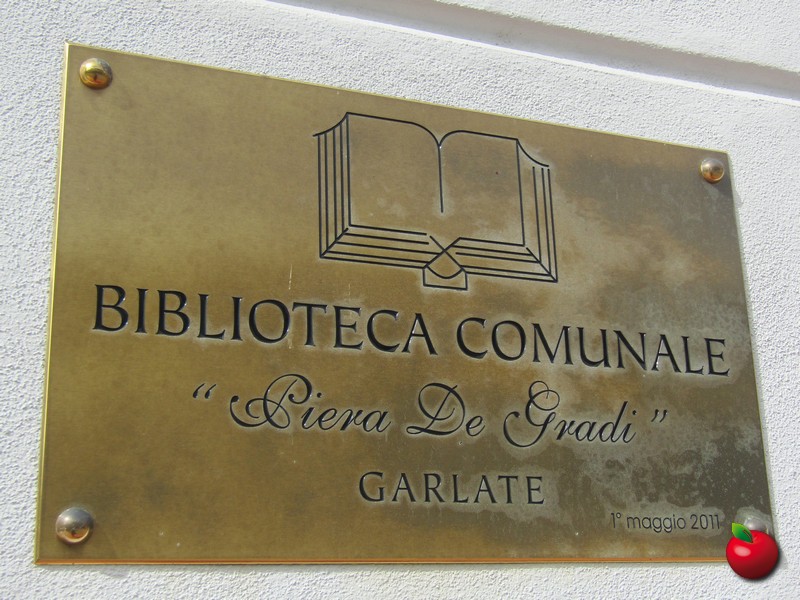 BIBLIOTECA COMUNALE
“ Piera De Gradi ”
GARLATE
1° maggio 2011